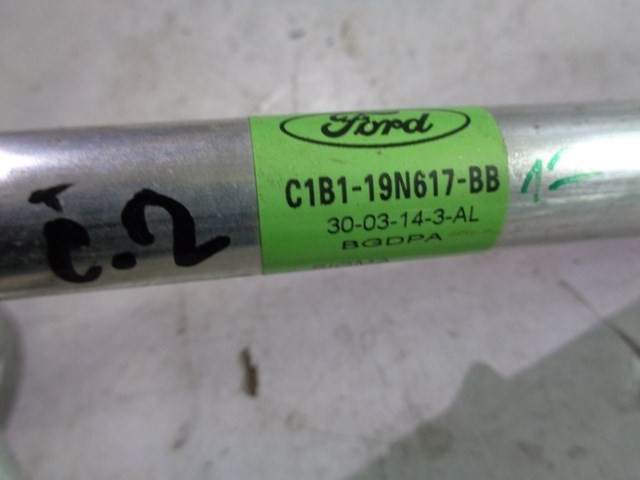 Ford
C1B1-19N617-BB
30-03-14-3-AL
BGDPA
č.2